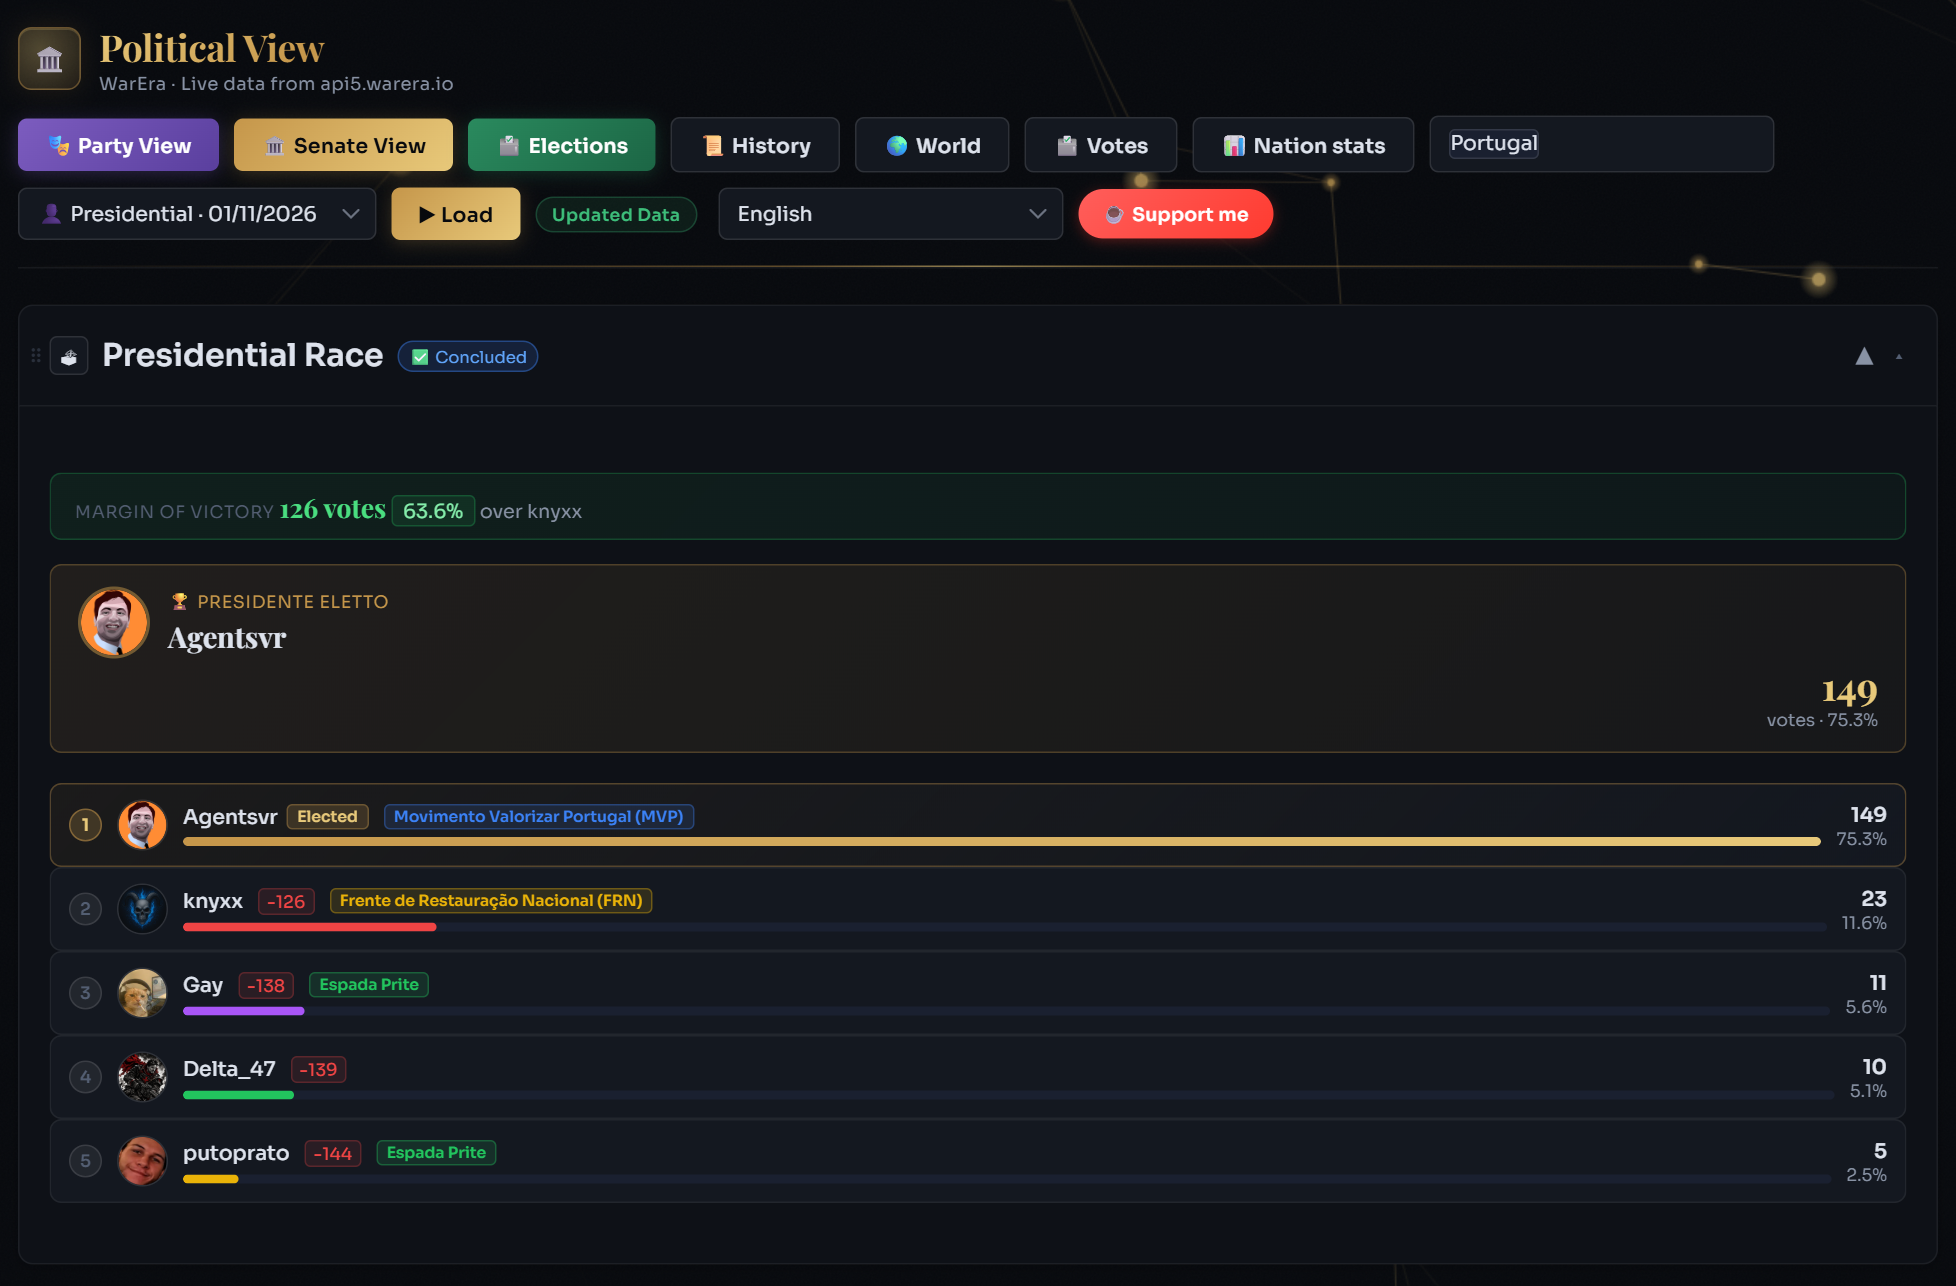 Political View
WarEra · Live data from api5.warera.io
Party View
Senate View
Elections
History
World
Votes
Nation stats
Portugal
Presidential · 01/11/2026
Load
Updated Data
English
Support me
Presidential Race
Concluded
MARGIN OF VICTORY 126 votes 63.6% over knyxx
PRESIDENTE ELETTO
Agentsvr
149
votes · 75.3%
1
Agentsvr Elected Movimento Valorizar Portugal (MVP)
149
75.3%
2
knyxx -126 Frente de Restauração Nacional (FRN)
23
11.6%
3
Gay -138 Espada Prite
11
5.6%
4
Delta_47 -139
10
5.1%
5
putoprato -144 Espada Prite
5
2.5%